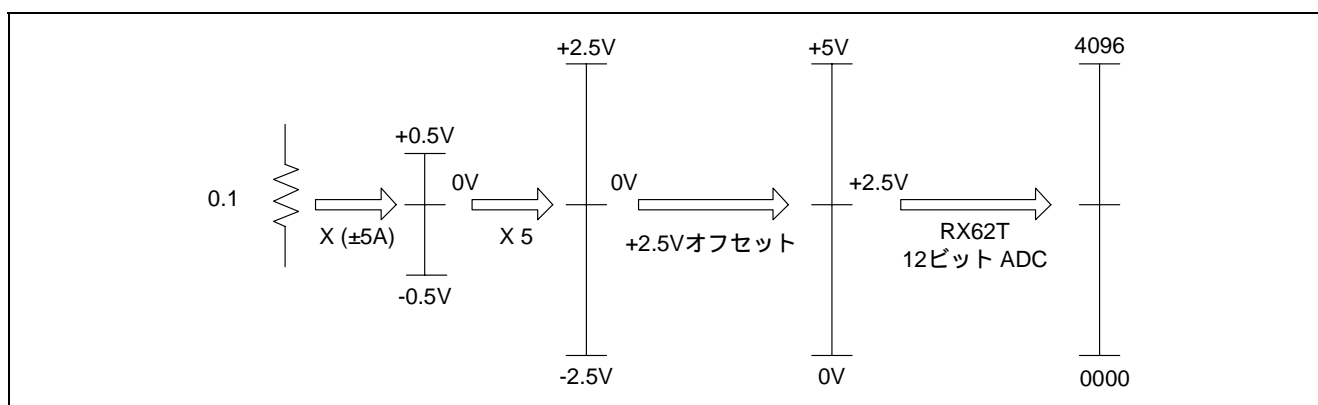 0.1
X (±5A)
+0.5V
0V
-0.5V
X 5
+2.5V
0V
-2.5V
+2.5Vオフセット
+5V
+2.5V
0V
RX62T
12ビット ADC
4096
0000